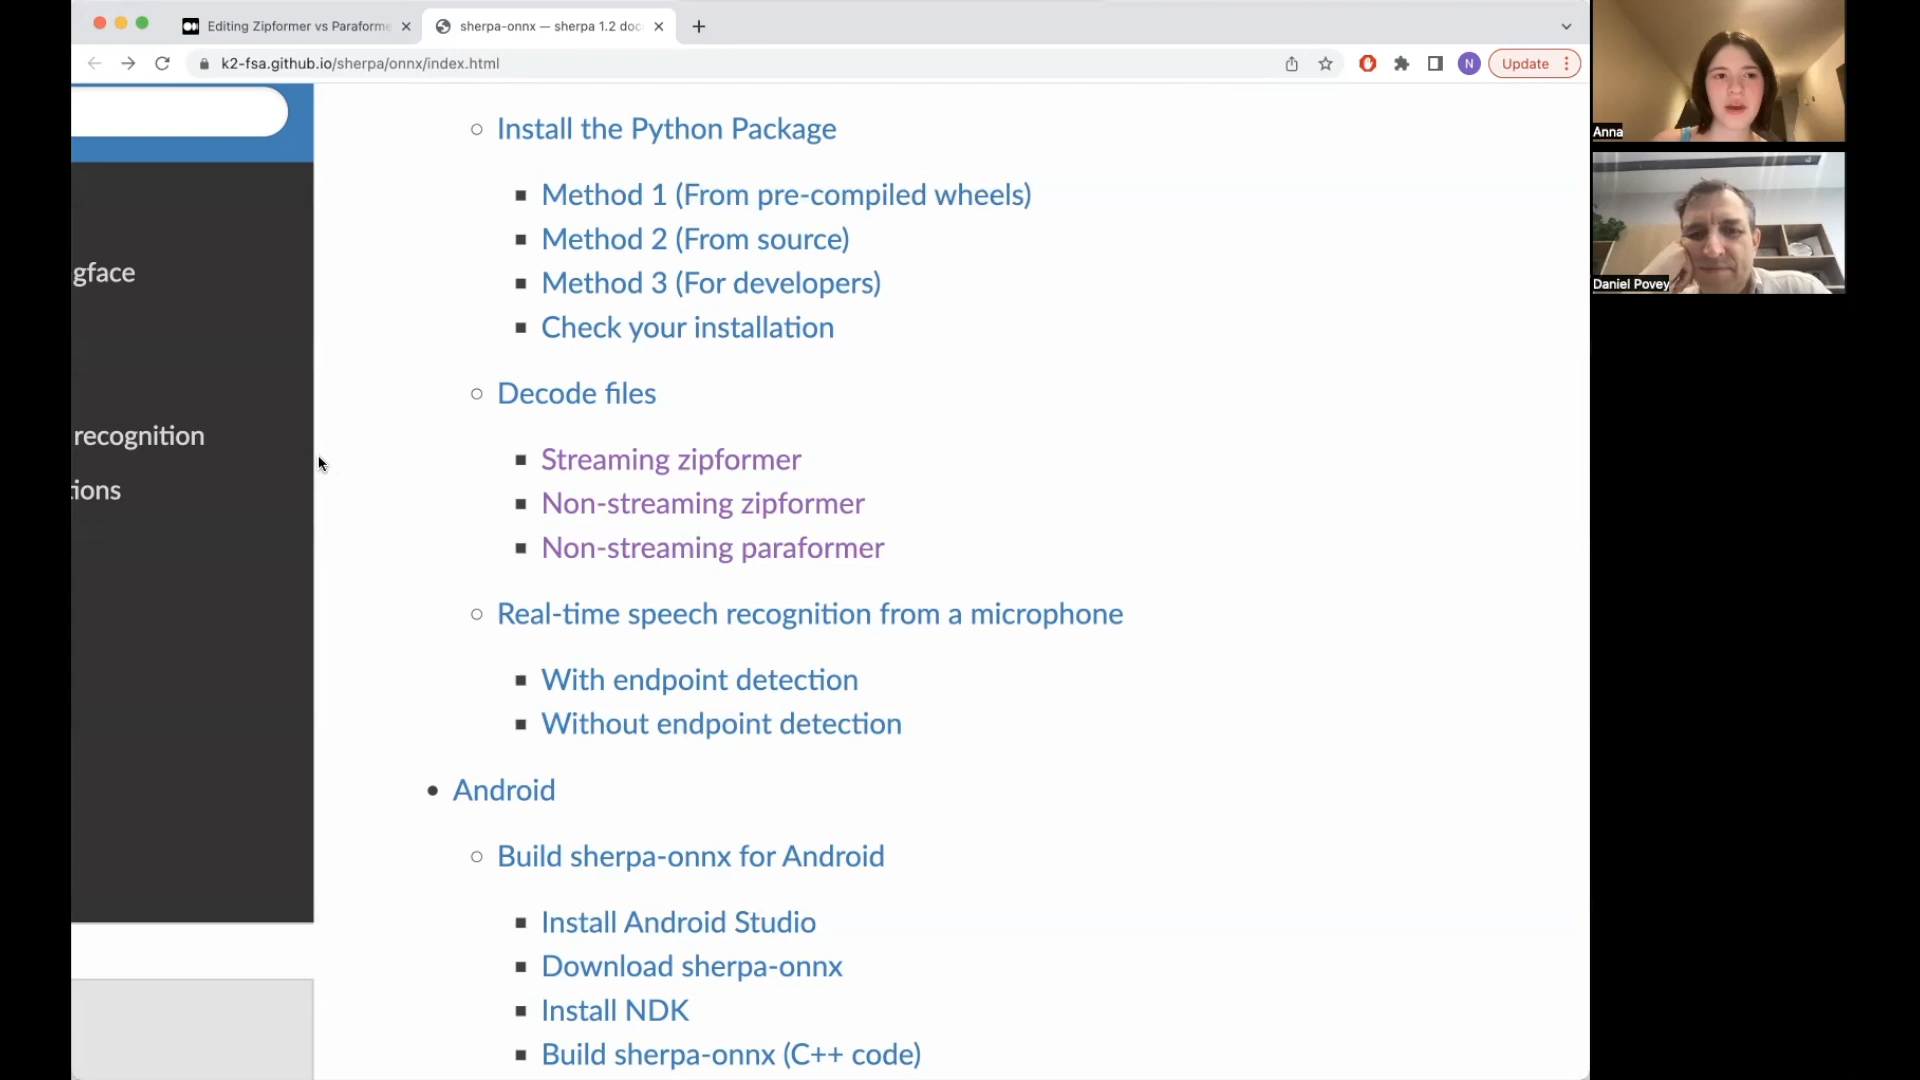 Editing Zipformer vs Paraforme
sherpa-onnx — sherpa 1.2 doc
k2-fsa.github.io/sherpa/onnx/index.html
N
Update
Anna
Daniel Povey
gface
recognition
tions
Install the Python Package
Method 1 (From pre-compiled wheels)
Method 2 (From source)
Method 3 (For developers)
Check your installation
Decode files
Streaming zipformer
Non-streaming zipformer
Non-streaming paraformer
Real-time speech recognition from a microphone
With endpoint detection
Without endpoint detection
Android
Build sherpa-onnx for Android
Install Android Studio
Download sherpa-onnx
Install NDK
Build sherpa-onnx (C++ code)